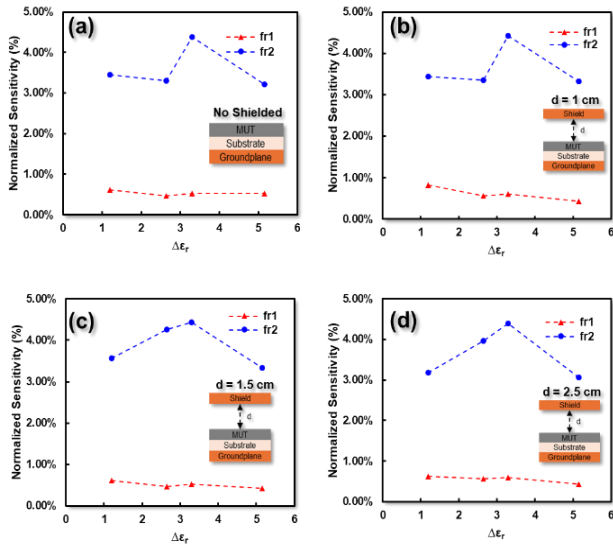 (a)
fr1
fr2
Normalized Sensitivity (%)
5.00%
4.00%
3.00%
2.00%
1.00%
0.00%
No Shielded
MUT
Substrate
Groundplane
0 1 2 3 4 5 6
Δεr
(b)
fr1
fr2
Normalized Sensitivity (%)
5.00%
4.00%
3.00%
2.00%
1.00%
0.00%
d = 1 cm
Shield
d
MUT
Substrate
Groundplane
0 1 2 3 4 5 6
Δεr
(c)
fr1
fr2
Normalized Sensitivity (%)
5.00%
4.00%
3.00%
2.00%
1.00%
0.00%
d = 1.5 cm
Shield
d
MUT
Substrate
Groundplane
0 1 2 3 4 5 6
Δεr
(d)
fr1
fr2
Normalized Sensitivity (%)
5.00%
4.00%
3.00%
2.00%
1.00%
0.00%
d = 2.5 cm
Shield
d
MUT
Substrate
Groundplane
0 1 2 3 4 5 6
Δεr